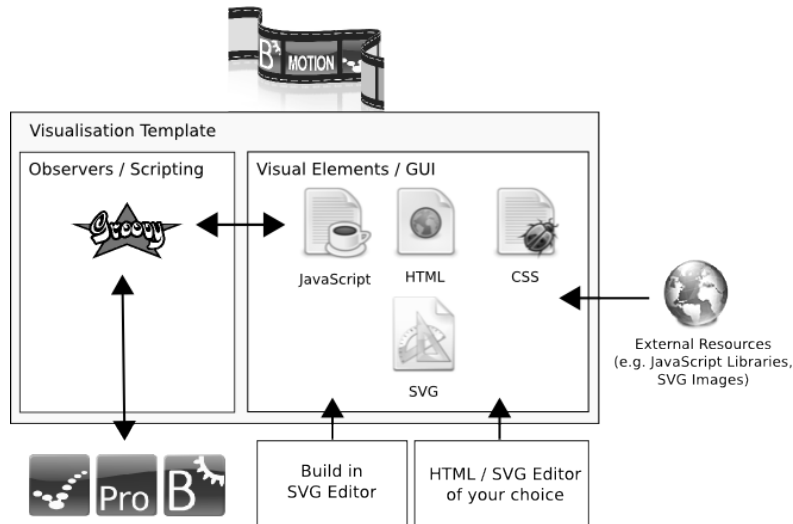 B
MOTION
Visualisation Template
Observers / Scripting
Groovy
Visual Elements / GUI
JavaScript
HTML
CSS
SVG
External Resources
(e.g. JavaScript Libraries,
SVG Images)
Pro
B
Build in
SVG Editor
HTML / SVG Editor
of your choice